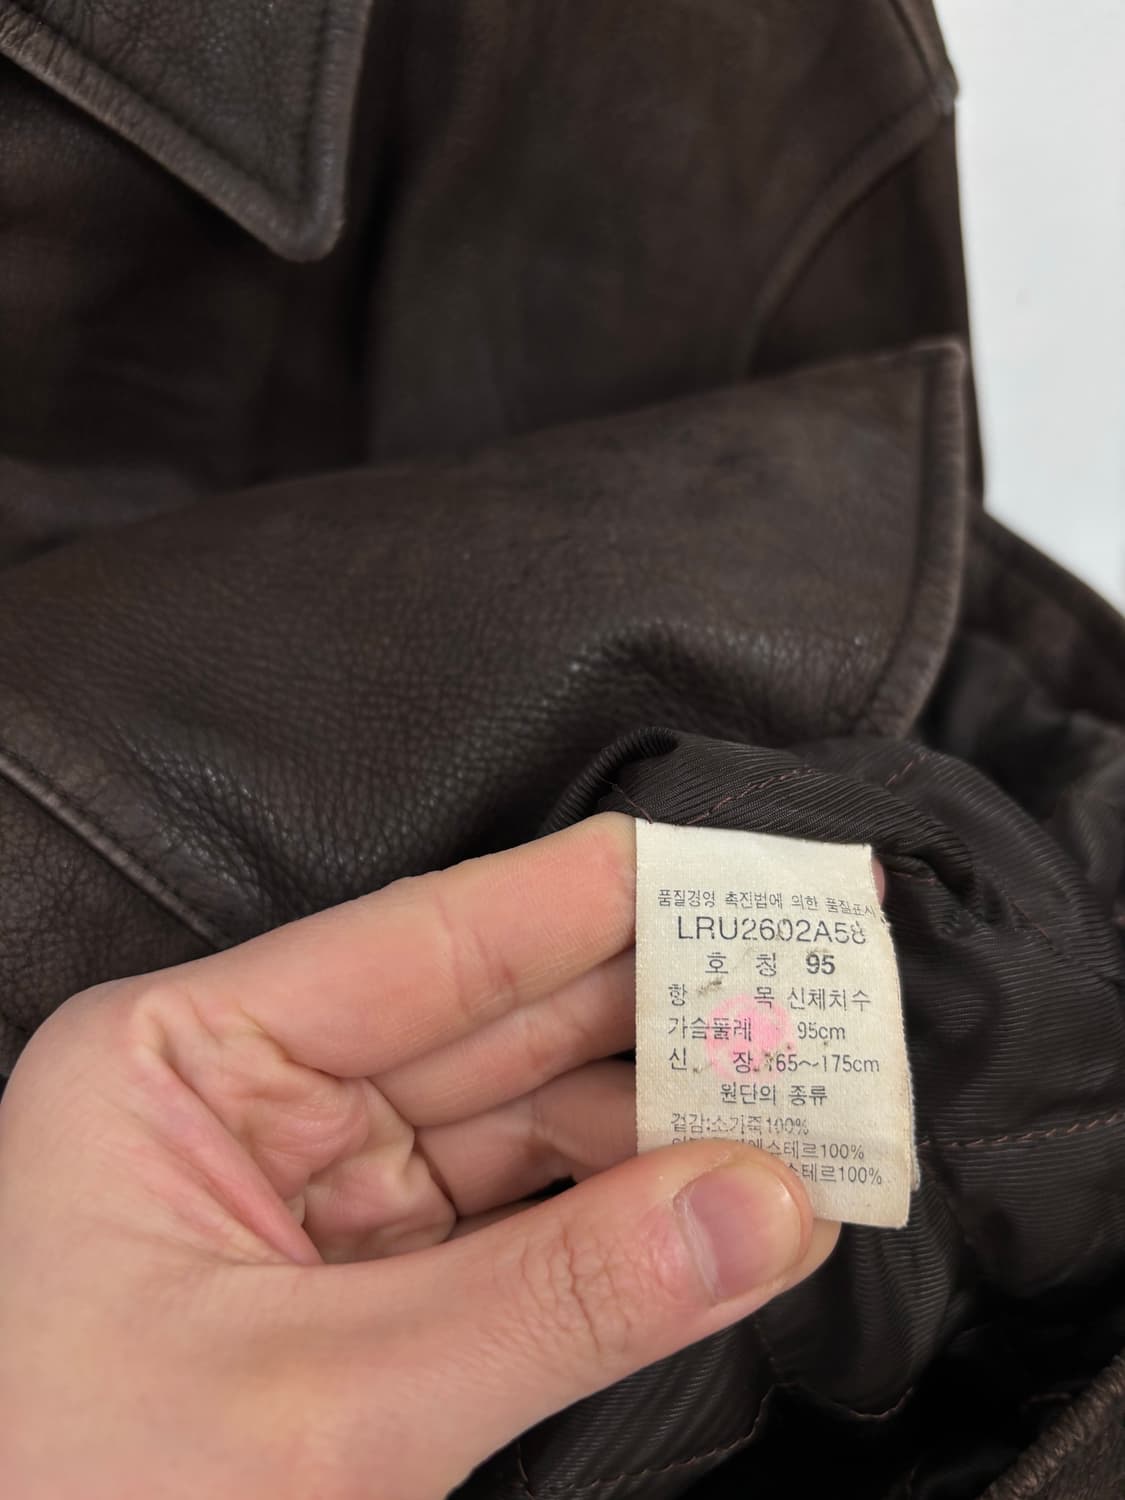 품질경영 촉진법에 의한 품질표시
LRU2602A58
호 칭 95
항 목 신체치수
가슴둘레 95cm
신 장 165~175cm
원단의 종류
겉감:소가죽100%
100%
100%